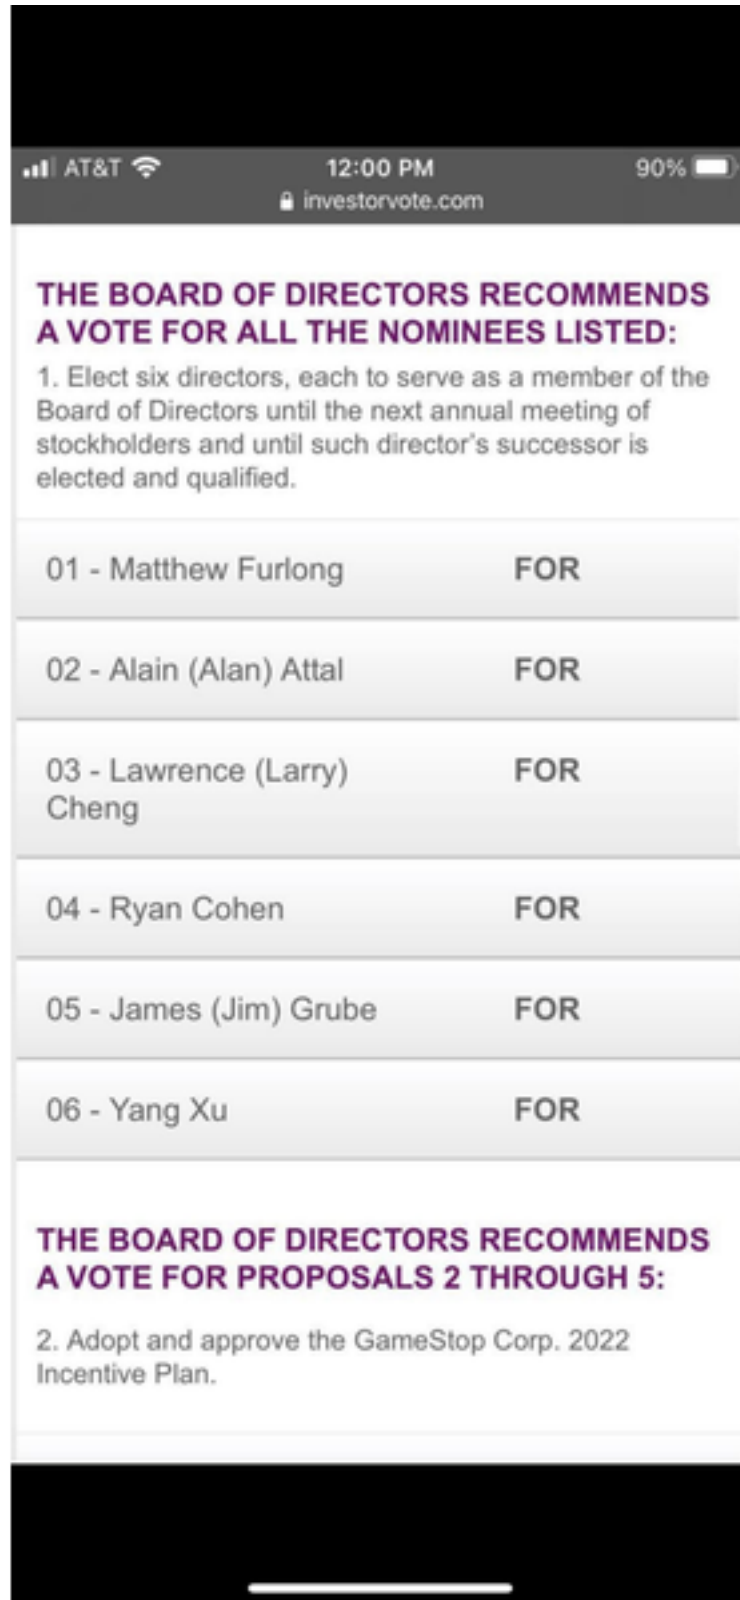 AT&T 12:00 PM 90%
investorvote.com
THE BOARD OF DIRECTORS RECOMMENDS
A VOTE FOR ALL THE NOMINEES LISTED:
1. Elect six directors, each to serve as a member of the
Board of Directors until the next annual meeting of
stockholders and until such director's successor is
elected and qualified.
01 - Matthew Furlong FOR
02 - Alain (Alan) Attal FOR
03 - Lawrence (Larry) FOR
Cheng
04 - Ryan Cohen FOR
05 - James (Jim) Grube FOR
06 - Yang Xu FOR
THE BOARD OF DIRECTORS RECOMMENDS
A VOTE FOR PROPOSALS 2 THROUGH 5:
2. Adopt and approve the GameStop Corp. 2022
Incentive Plan.